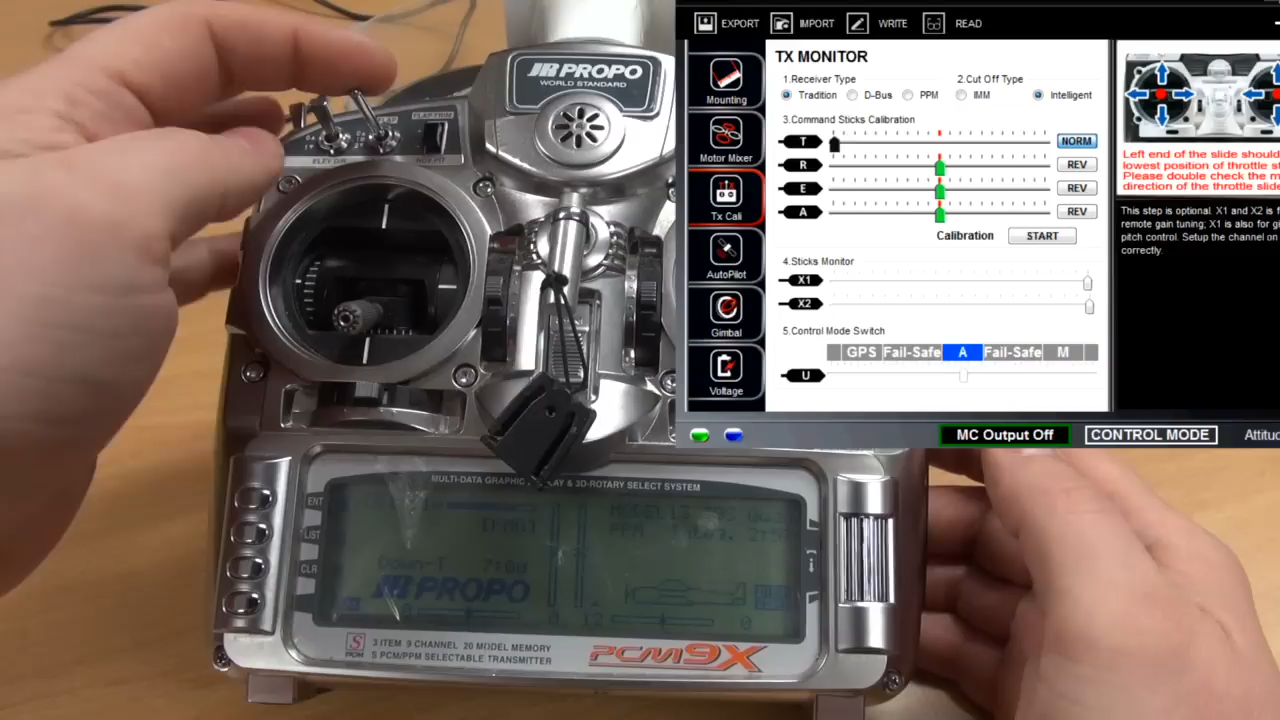 EXPORT IMPORT WRITE READ
TX MONITOR
1.Receiver Type 2.Cut Off Type
Tradition D-Bus PPM IMM Intelligent
3.Command Sticks Calibration
T NORM
R REV
E REV
A REV
Calibration START
4.Sticks Monitor
X1
X2
5.Control Mode Switch
GPS Fail-Safe A Fail-Safe M
U
Mounting
Motor Mixer
Tx Cali
AutoPilot
Gimbal
Voltage
Left end of the slide should
lowest position of throttle
Please double check the
direction of the throttle
This step is optional. X1 and X2 is
remote gain tuning; X1 is also for
pitch control. Setup the channel on
correctly.
MC Output Off CONTROL MODE
JR PROPO
WORLD STANDARD
FLAP
FLAP TRIM
ELEV D/R
MULTI-DATA GRAPHIC DISPLAY & 3D-ROTARY SELECT SYSTEM
ENT
LIST
CLR
Down-T
JR PROPO
3 ITEM 9 CHANNEL 20 MODEL MEMORY
S PCM/PPM SELECTABLE TRANSMITTER
PCM9X